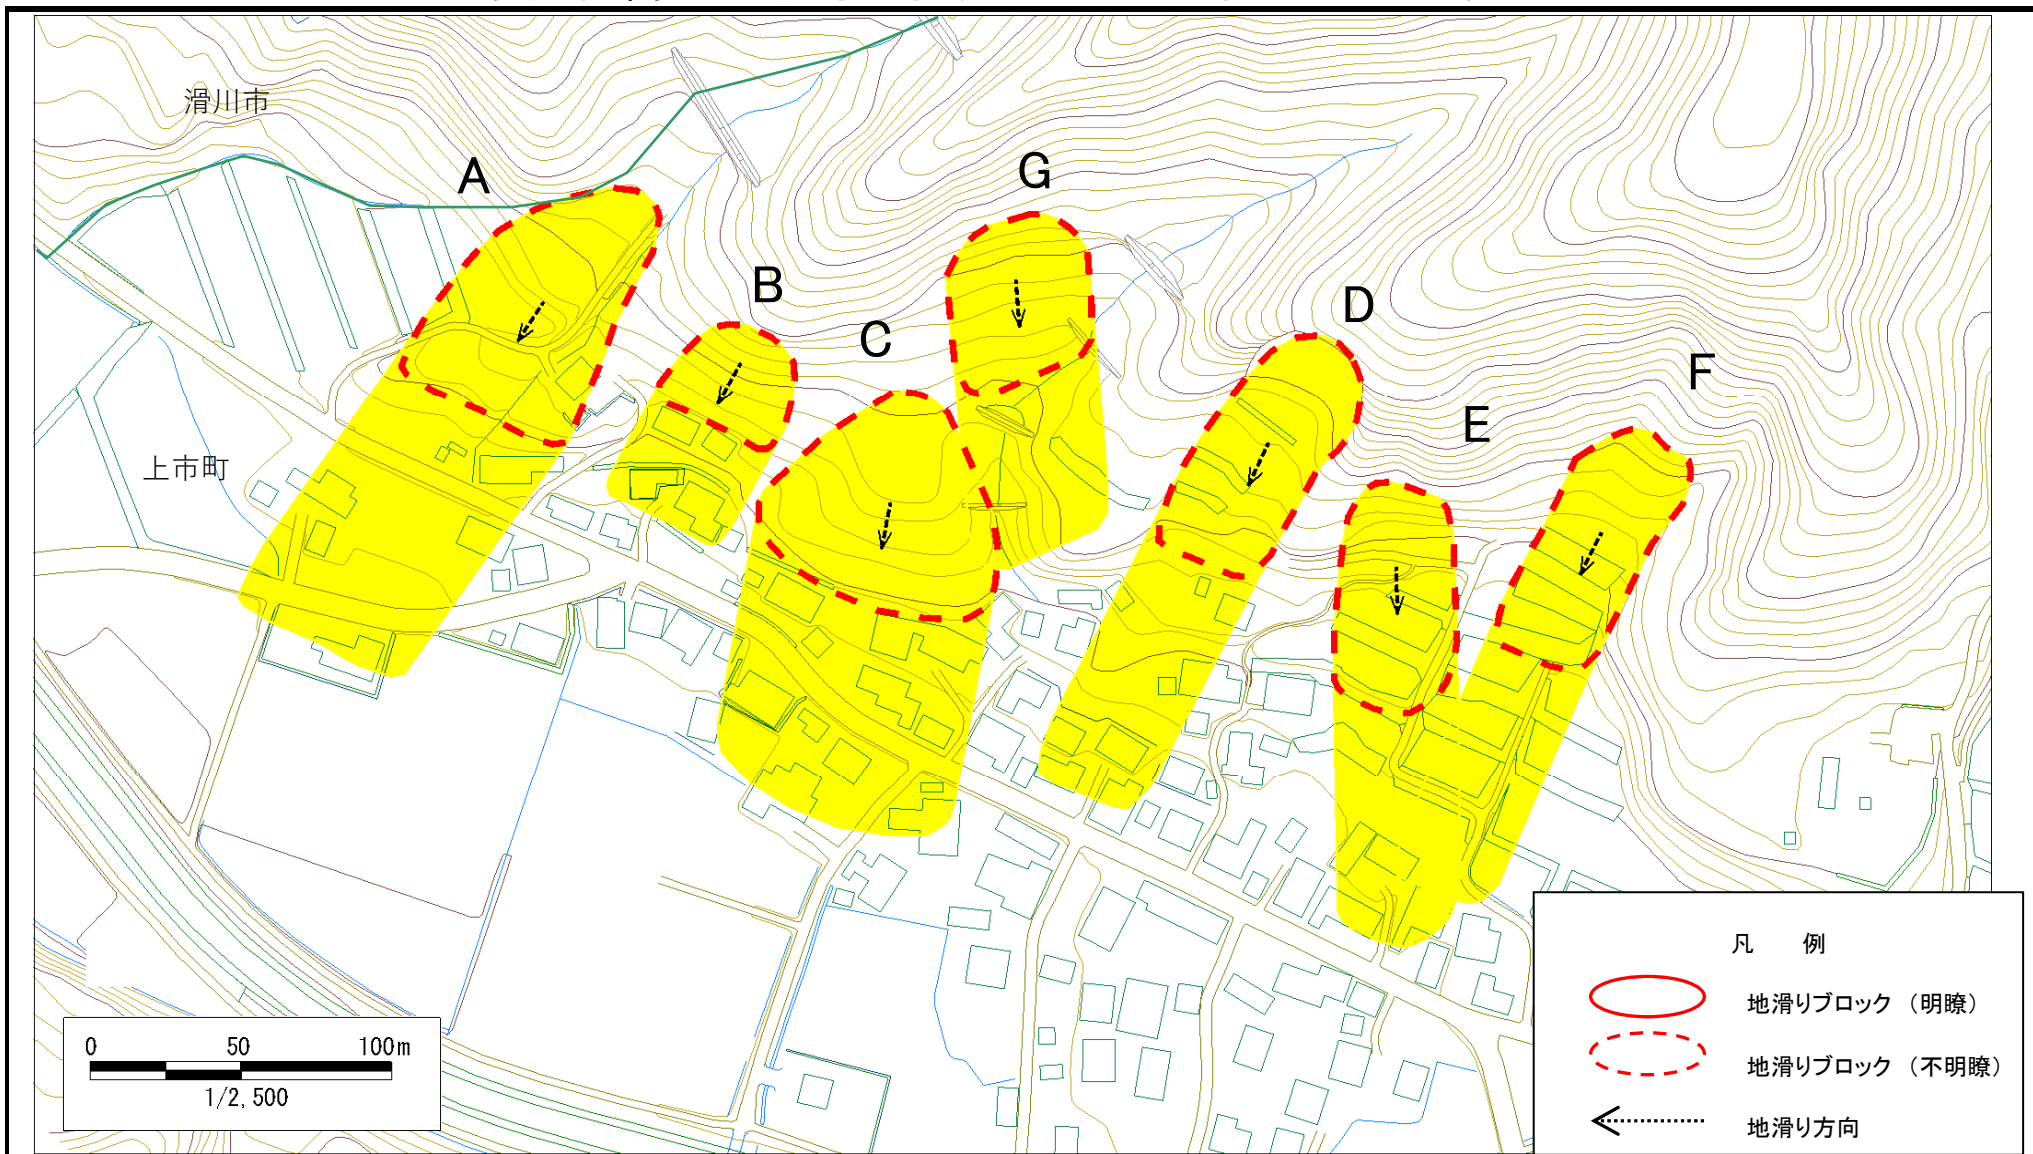 滑川市
A
G
B
D
C
F
E
上市町
凡 例
地滑りブロック (明瞭)
地滑りブロック (不明瞭)
地滑り方向
0 50 100m
1/2,500